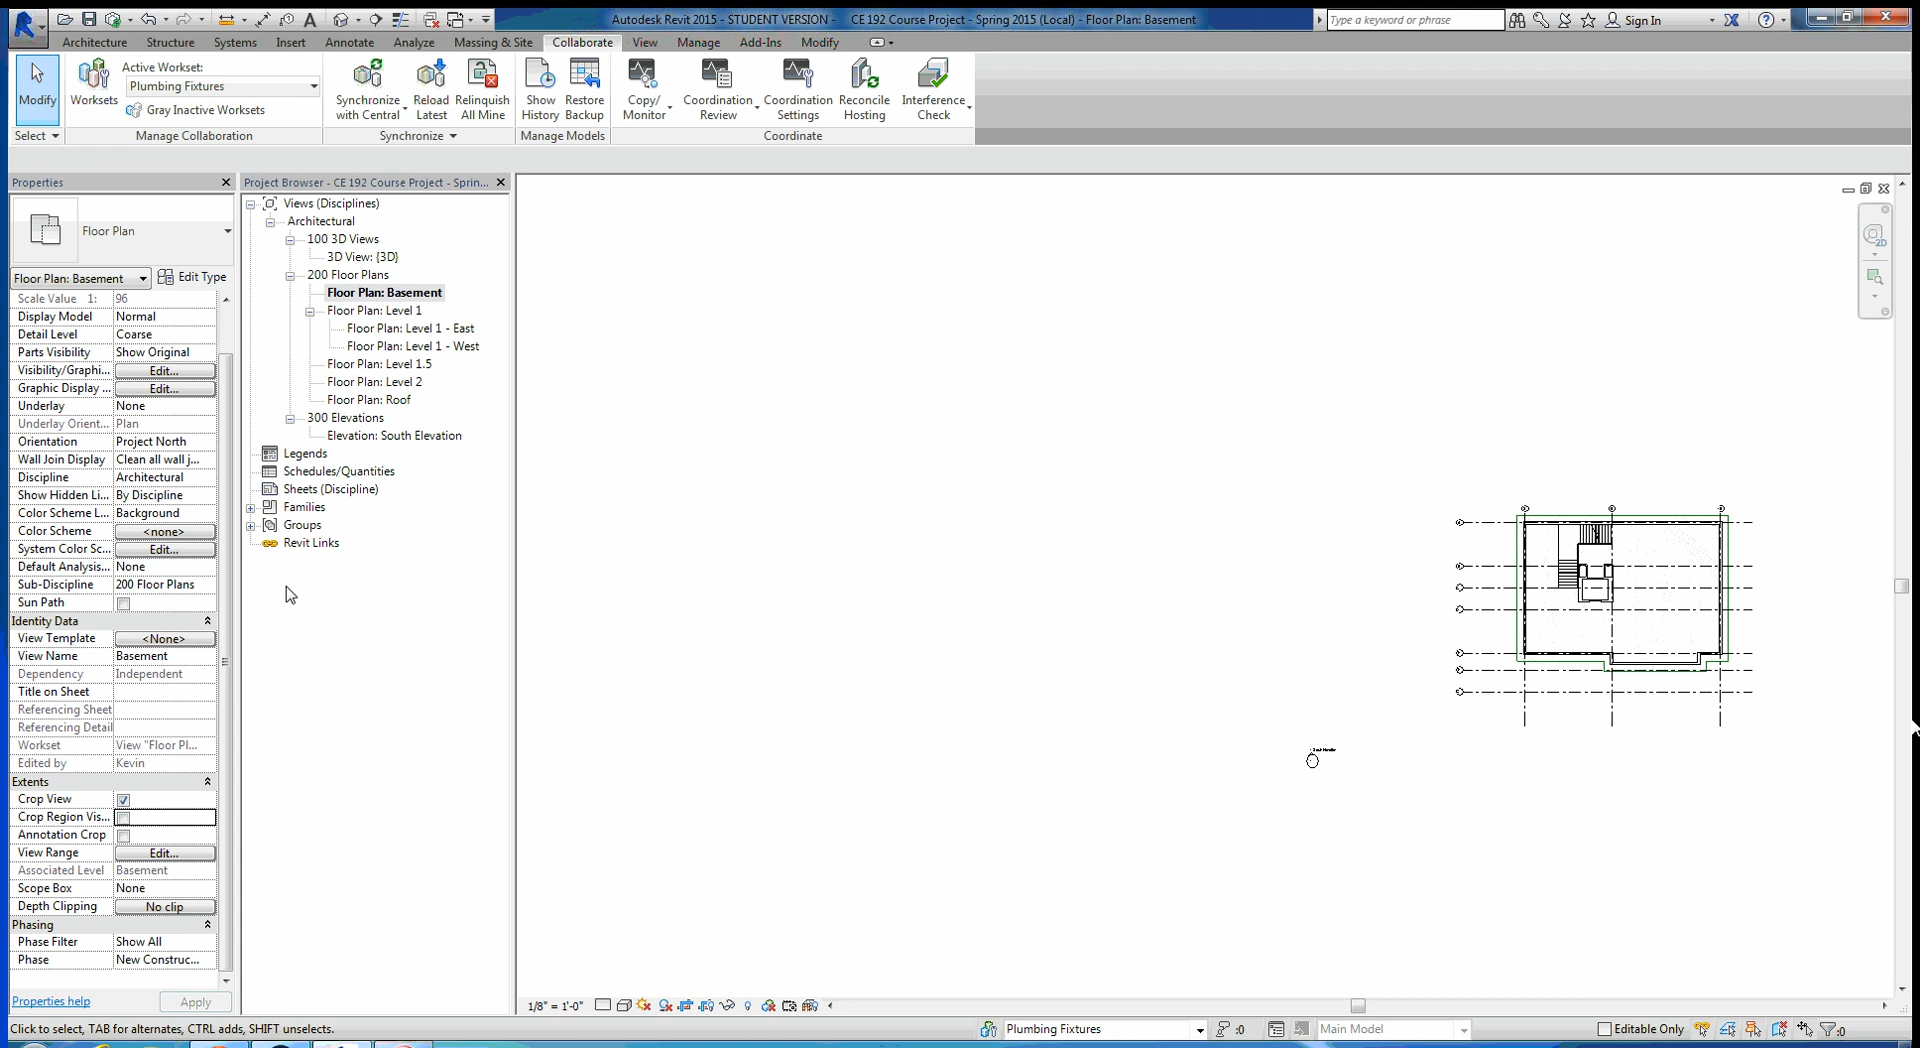 Autodesk Revit 2015 - STUDENT VERSION - CE 192 Course Project - Spring 2015 (Local) - Floor Plan: Basement
Type a keyword or phrase
Sign In
Architecture Structure Systems Insert Annotate Analyze Massing & Site Collaborate View Manage Add-Ins Modify
Modify
Worksets
Active Workset:
Plumbing Fixtures
Gray Inactive Worksets
Synchronize with Central
Reload Latest
Relinquish All Mine
Show History
Restore Backup
Copy/ Monitor
Coordination Review
Coordination Settings
Reconcile Hosting
Interference Check
Select
Manage Collaboration
Synchronize
Manage Models
Coordinate
Properties
Floor Plan
Floor Plan: Basement
Edit Type
Scale Value 1: 96
Display Model Normal
Detail Level Coarse
Parts Visibility Show Original
Visibility/Graphi... Edit...
Graphic Display ... Edit...
Underlay None
Underlay Orient... Plan
Orientation Project North
Wall Join Display Clean all wall j...
Discipline Architectural
Show Hidden Li... By Discipline
Color Scheme L... Background
Color Scheme <none>
System Color Sc... Edit...
Default Analysis... None
Sub-Discipline 200 Floor Plans
Sun Path
Identity Data
View Template <None>
View Name Basement
Dependency Independent
Title on Sheet
Referencing Sheet
Referencing Detail
Workset View "Floor Pl...
Edited by Kevin
Extents
Crop View
Crop Region Vis...
Annotation Crop
View Range Edit...
Associated Level Basement
Scope Box None
Depth Clipping No clip
Phasing
Phase Filter Show All
Phase New Construc...
Properties help
Apply
Project Browser - CE 192 Course Project - Sprin...
Views (Disciplines)
Architectural
100 3D Views
3D View: {3D}
200 Floor Plans
Floor Plan: Basement
Floor Plan: Level 1
Floor Plan: Level 1 - East
Floor Plan: Level 1 - West
Floor Plan: Level 1.5
Floor Plan: Level 2
Floor Plan: Roof
300 Elevations
Elevation: South Elevation
Legends
Schedules/Quantities
Sheets (Discipline)
Families
Groups
Revit Links
2D
1/8" = 1'-0"
Click to select, TAB for alternates, CTRL adds, SHIFT unselects.
Plumbing Fixtures
:0
Main Model
Editable Only
:0